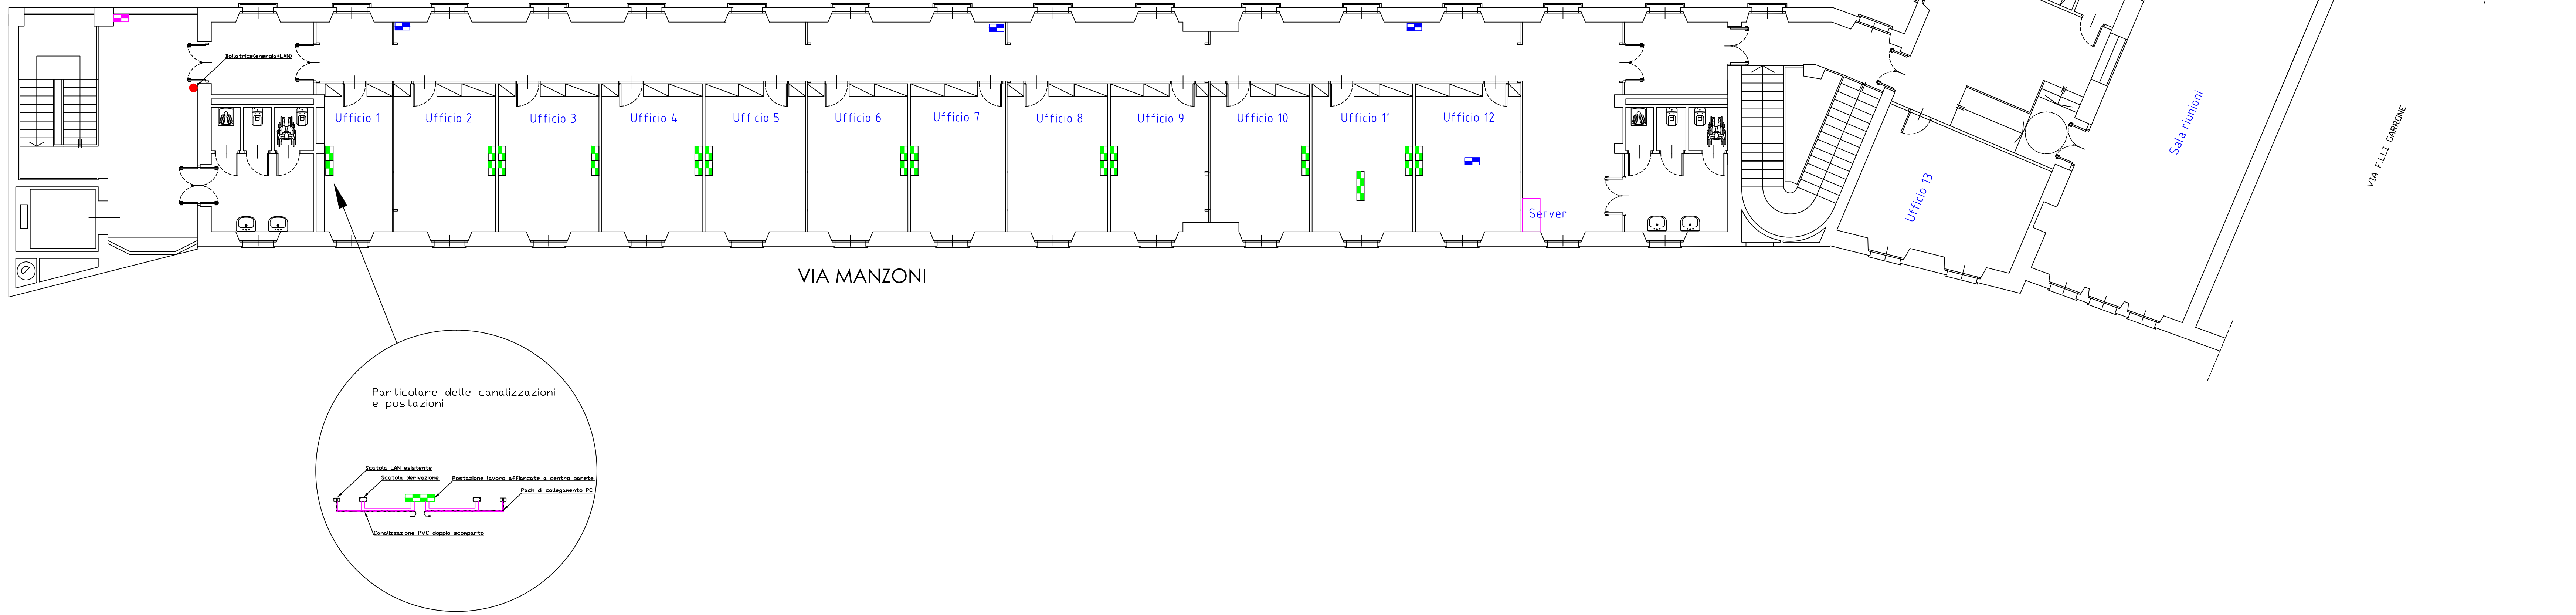 Bollatrice(energia+LAN)
Ufficio 1
Ufficio 2
Ufficio 3
Ufficio 4
Ufficio 5
Ufficio 6
Ufficio 7
Ufficio 8
Ufficio 9
Ufficio 10
Ufficio 11
Ufficio 12
Server
Ufficio 13
Sala riunioni
VIA F.LLI GARRONE
VIA MANZONI
Particolare delle canalizzazioni
e postazioni
Scatola LAN esistente
Scatola derivazione
Postazione lavoro affiancate a centro parete
Pach di collegamento PC
Canalizzazione PVC doppio scomparto